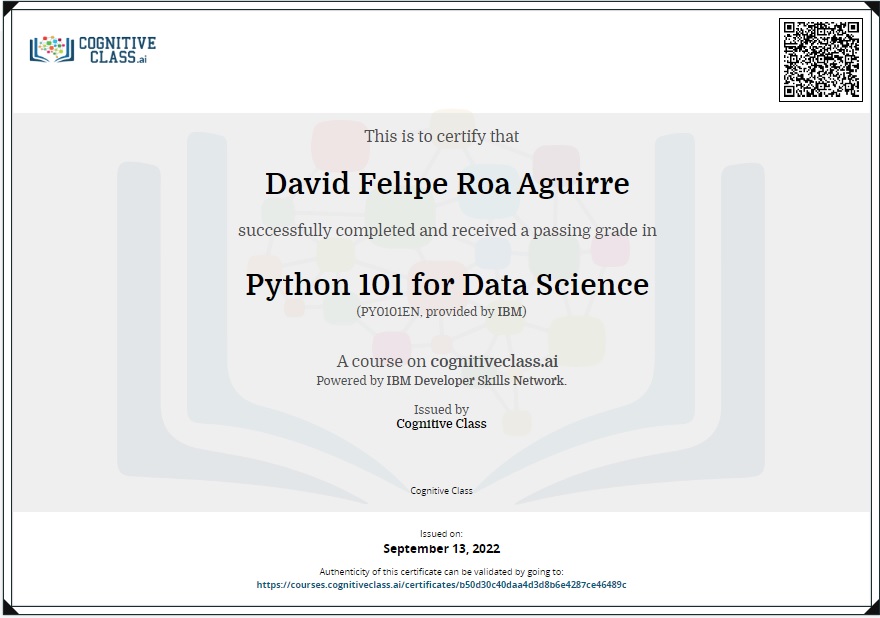 COGNITIVE
CLASS.ai
This is to certify that
David Felipe Roa Aguirre
successfully completed and received a passing grade in
Python 101 for Data Science
(PY0101EN, provided by IBM)
A course on cognitiveclass.ai
Powered by IBM Developer Skills Network.
Issued by
Cognitive Class
Cognitive Class
Issued on:
September 13, 2022
Authenticity of this certificate can be validated by going to:
https://courses.cognitiveclass.ai/certificates/b50d30c40daa4d3d8b6e4287ce46489c